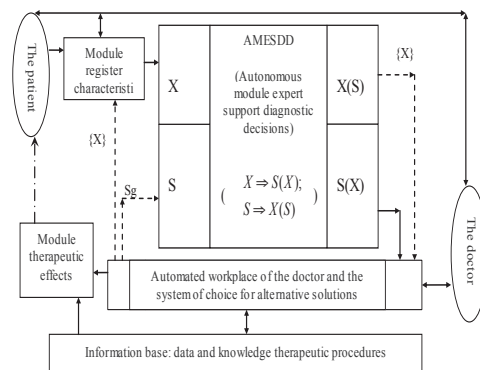 The patient
Module
register
characteristi
AMESDD
(Autonomous
module expert
support diagnostic
decisions)
X
X(S)
{X}
{X}
Sg
S
( X ⇒ S(X); )
S ⇒ X(S)
S(X)
The doctor
Module
therapeutic
effects
Automated workplace of the doctor and the
system of choice for alternative solutions
Information base: data and knowledge therapeutic procedures